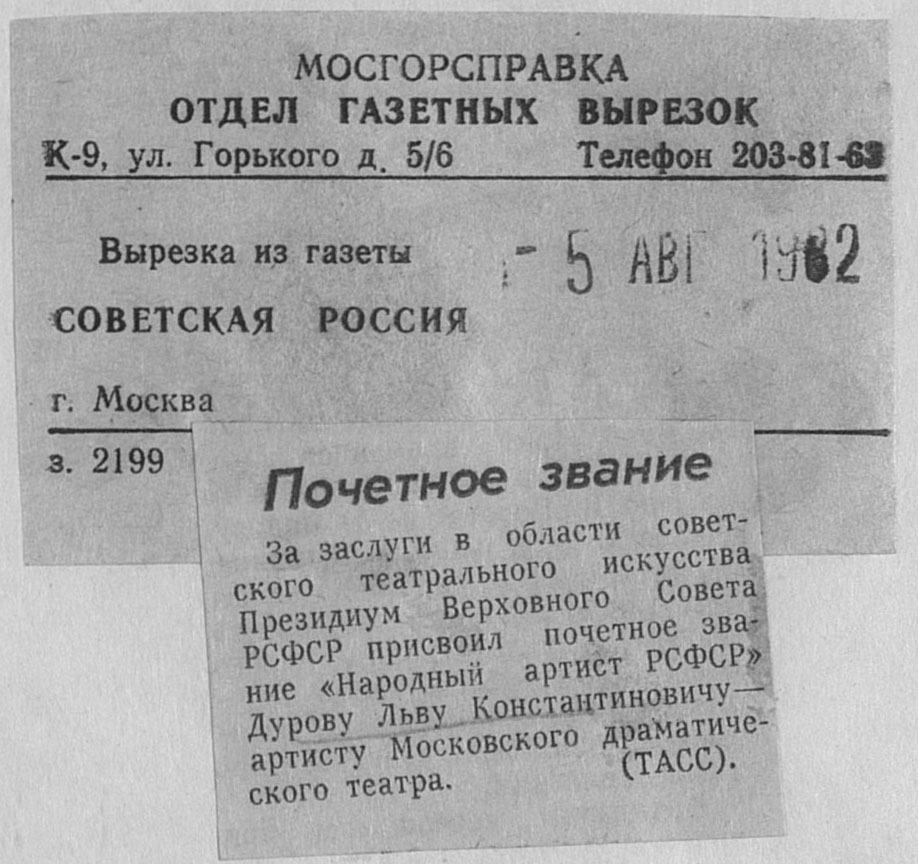 МОСГОРСПРАВКА
ОТДЕЛ ГАЗЕТНЫХ ВЫРЕЗОК
К-9, ул. Горького д. 5/6 Телефон 203-81-63
Вырезка из газеты
- 5 АВГ 1982
СОВЕТСКАЯ РОССИЯ
г. Москва
з. 2199
Почетное звание
За заслуги в области совет-
ского театрального искусства
Президиум Верховного Совета
РСФСР присвоил почетное зва-
ние «Народный артист РСФСР»
Дурову Льву Константиновичу—
артисту Московского драматиче-
ского театра. (ТАСС).